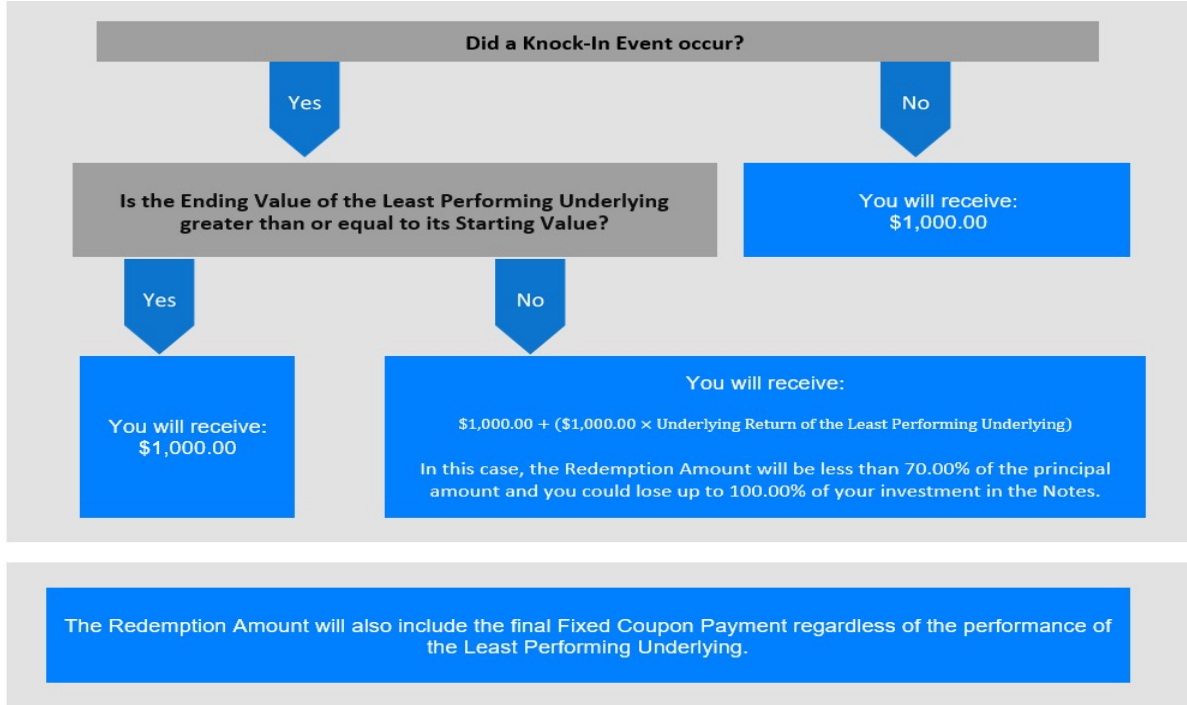 Did a Knock-In Event occur?
Yes
No
Is the Ending Value of the Least Performing Underlying
greater than or equal to its Starting Value?
You will receive:
$1,000.00
Yes
No
You will receive:
$1,000.00
You will receive:
$1,000.00 + ($1,000.00 × Underlying Return of the Least Performing Underlying)
In this case, the Redemption Amount will be less than 70.00% of the principal
amount and you could lose up to 100.00% of your investment in the Notes.
The Redemption Amount will also include the final Fixed Coupon Payment regardless of the performance of
the Least Performing Underlying.